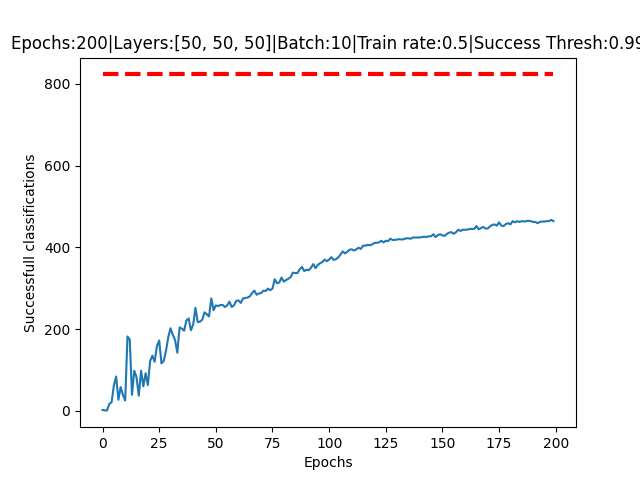 Epochs:200|Layers:[50, 50, 50]|Batch:10|Train rate:0.5|Success Thresh:0.99
Successfull classifications
800
600
400
200
0
0 25 50 75 100 125 150 175 200
Epochs